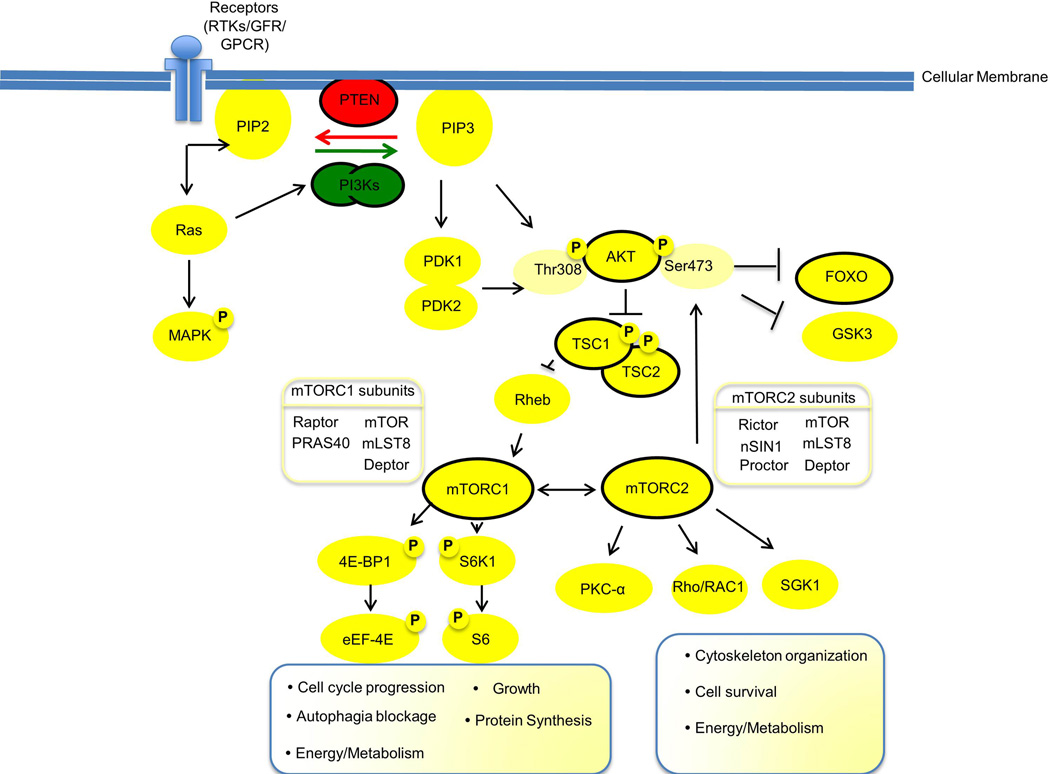 Receptors
(RTKs/GFR/
GPCR)
Cellular Membrane
PTEN
PIP2
PIP3
PI3Ks
Ras
MAPK
P
PDK1
PDK2
Thr308
P
AKT
P
Ser473
FOXO
GSK3
TSC1
P
P
TSC2
Rheb
mTORC1 subunits
Raptor mTOR
PRAS40 mLST8
Deptor
mTORC2 subunits
Rictor mTOR
nSIN1 mLST8
Proctor Deptor
mTORC1
mTORC2
4E-BP1
P
P
S6K1
PKC-α
Rho/RAC1
SGK1
eEF-4E
P
P
S6
• Cell cycle progression
• Growth
• Autophagia blockage
• Protein Synthesis
• Energy/Metabolism
• Cytoskeleton organization
• Cell survival
• Energy/Metabolism